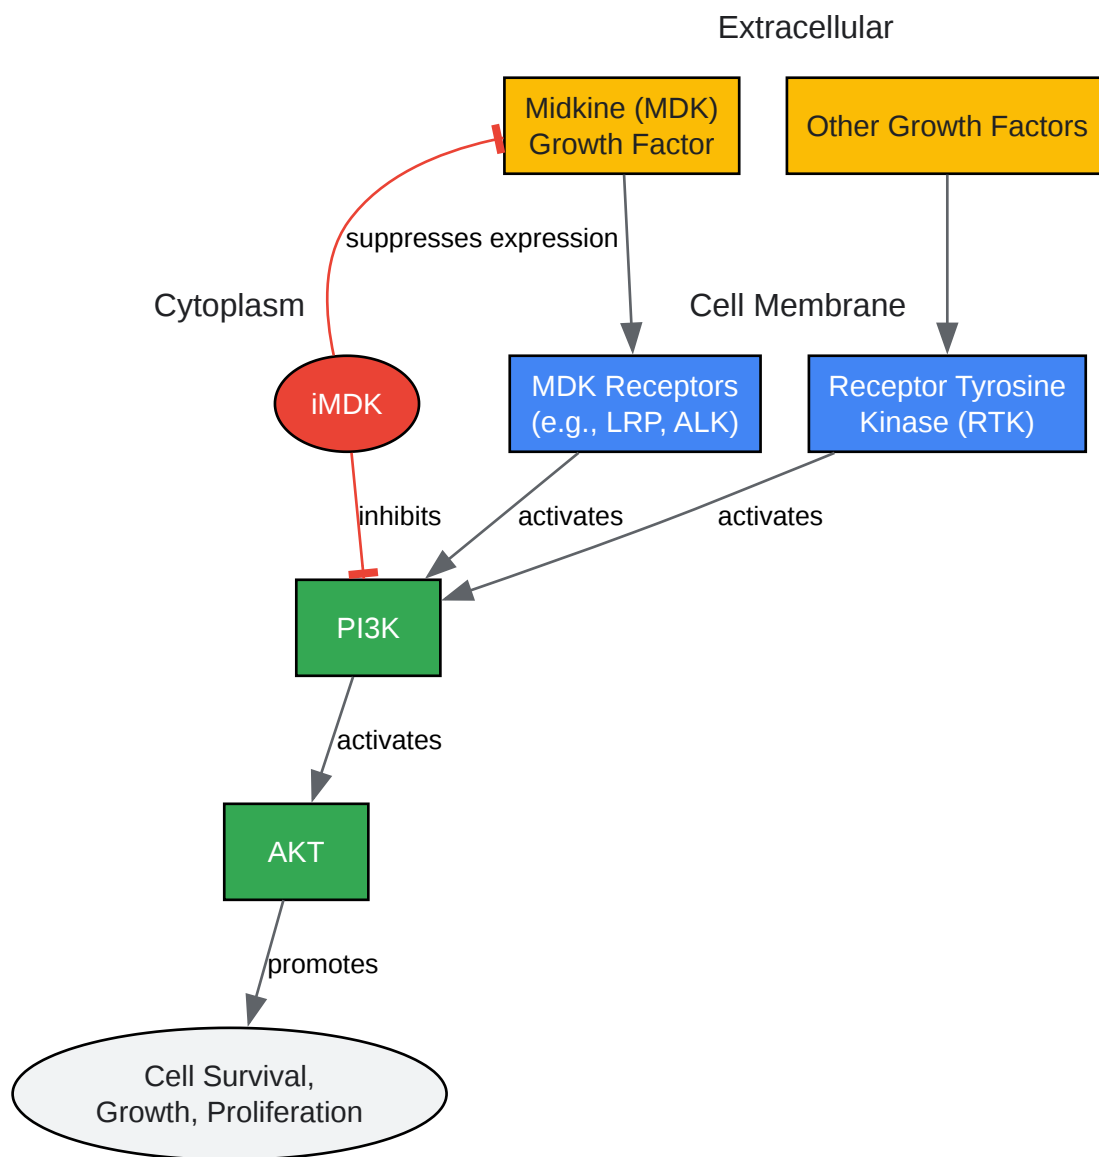 Extracellular
Midkine (MDK)
Growth Factor
Other Growth Factors
suppresses expression
Cytoplasm
Cell Membrane
iMDK
MDK Receptors
(e.g., LRP, ALK)
Receptor Tyrosine
Kinase (RTK)
inhibits
activates
activates
PI3K
activates
AKT
promotes
Cell Survival,
Growth, Proliferation